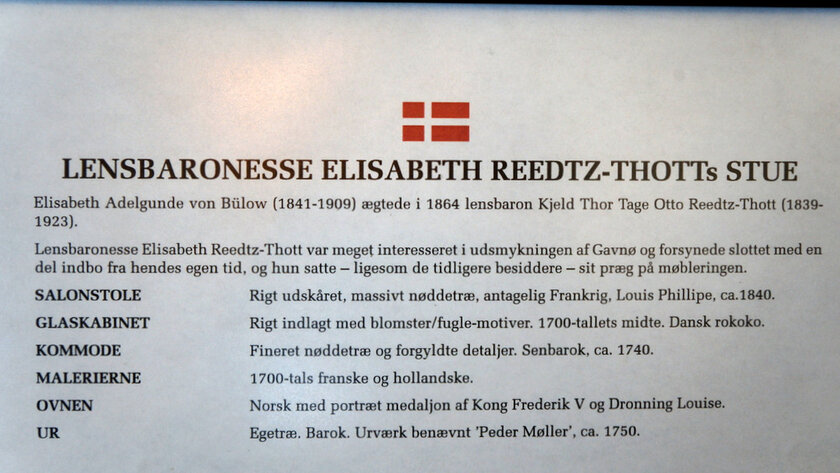 LENSBARONESSE ELISABETH REEDTZ-THOTTs STUE
Elisabeth Adelgunde von Bülow (1841-1909) ægtede i 1864 lensbaron Kjeld Thor Tage Otto Reedtz-Thott (1839-
1923).
Lensbaronesse Elisabeth Reedtz-Thott var meget interesseret i udsmykningen af Gavnø og forsynede slottet med en
del indbo fra hendes egen tid, og hun satte – ligesom de tidligere besiddere – sit præg på møbleringen.
SALONSTOLE Rigt udskåret, massivt nøddetræ, antagelig Frankrig, Louis Phillipe, ca.1840.
GLASKABINET Rigt indlagt med blomster/fugle-motiver. 1700-tallets midte. Dansk rokoko.
KOMMODE Fineret nøddetræ og forgyldte detaljer. Senbarok, ca. 1740.
MALERIERNE 1700-tals franske og hollandske.
OVNEN Norsk med portræt medaljon af Kong Frederik V og Dronning Louise.
UR Egetræ. Barok. Urværk benævnt 'Peder Møller', ca. 1750.